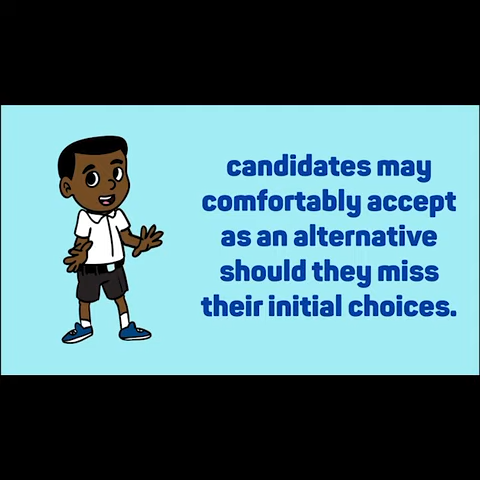 candidates may
comfortably accept
as an alternative
should they miss
their initial choices.